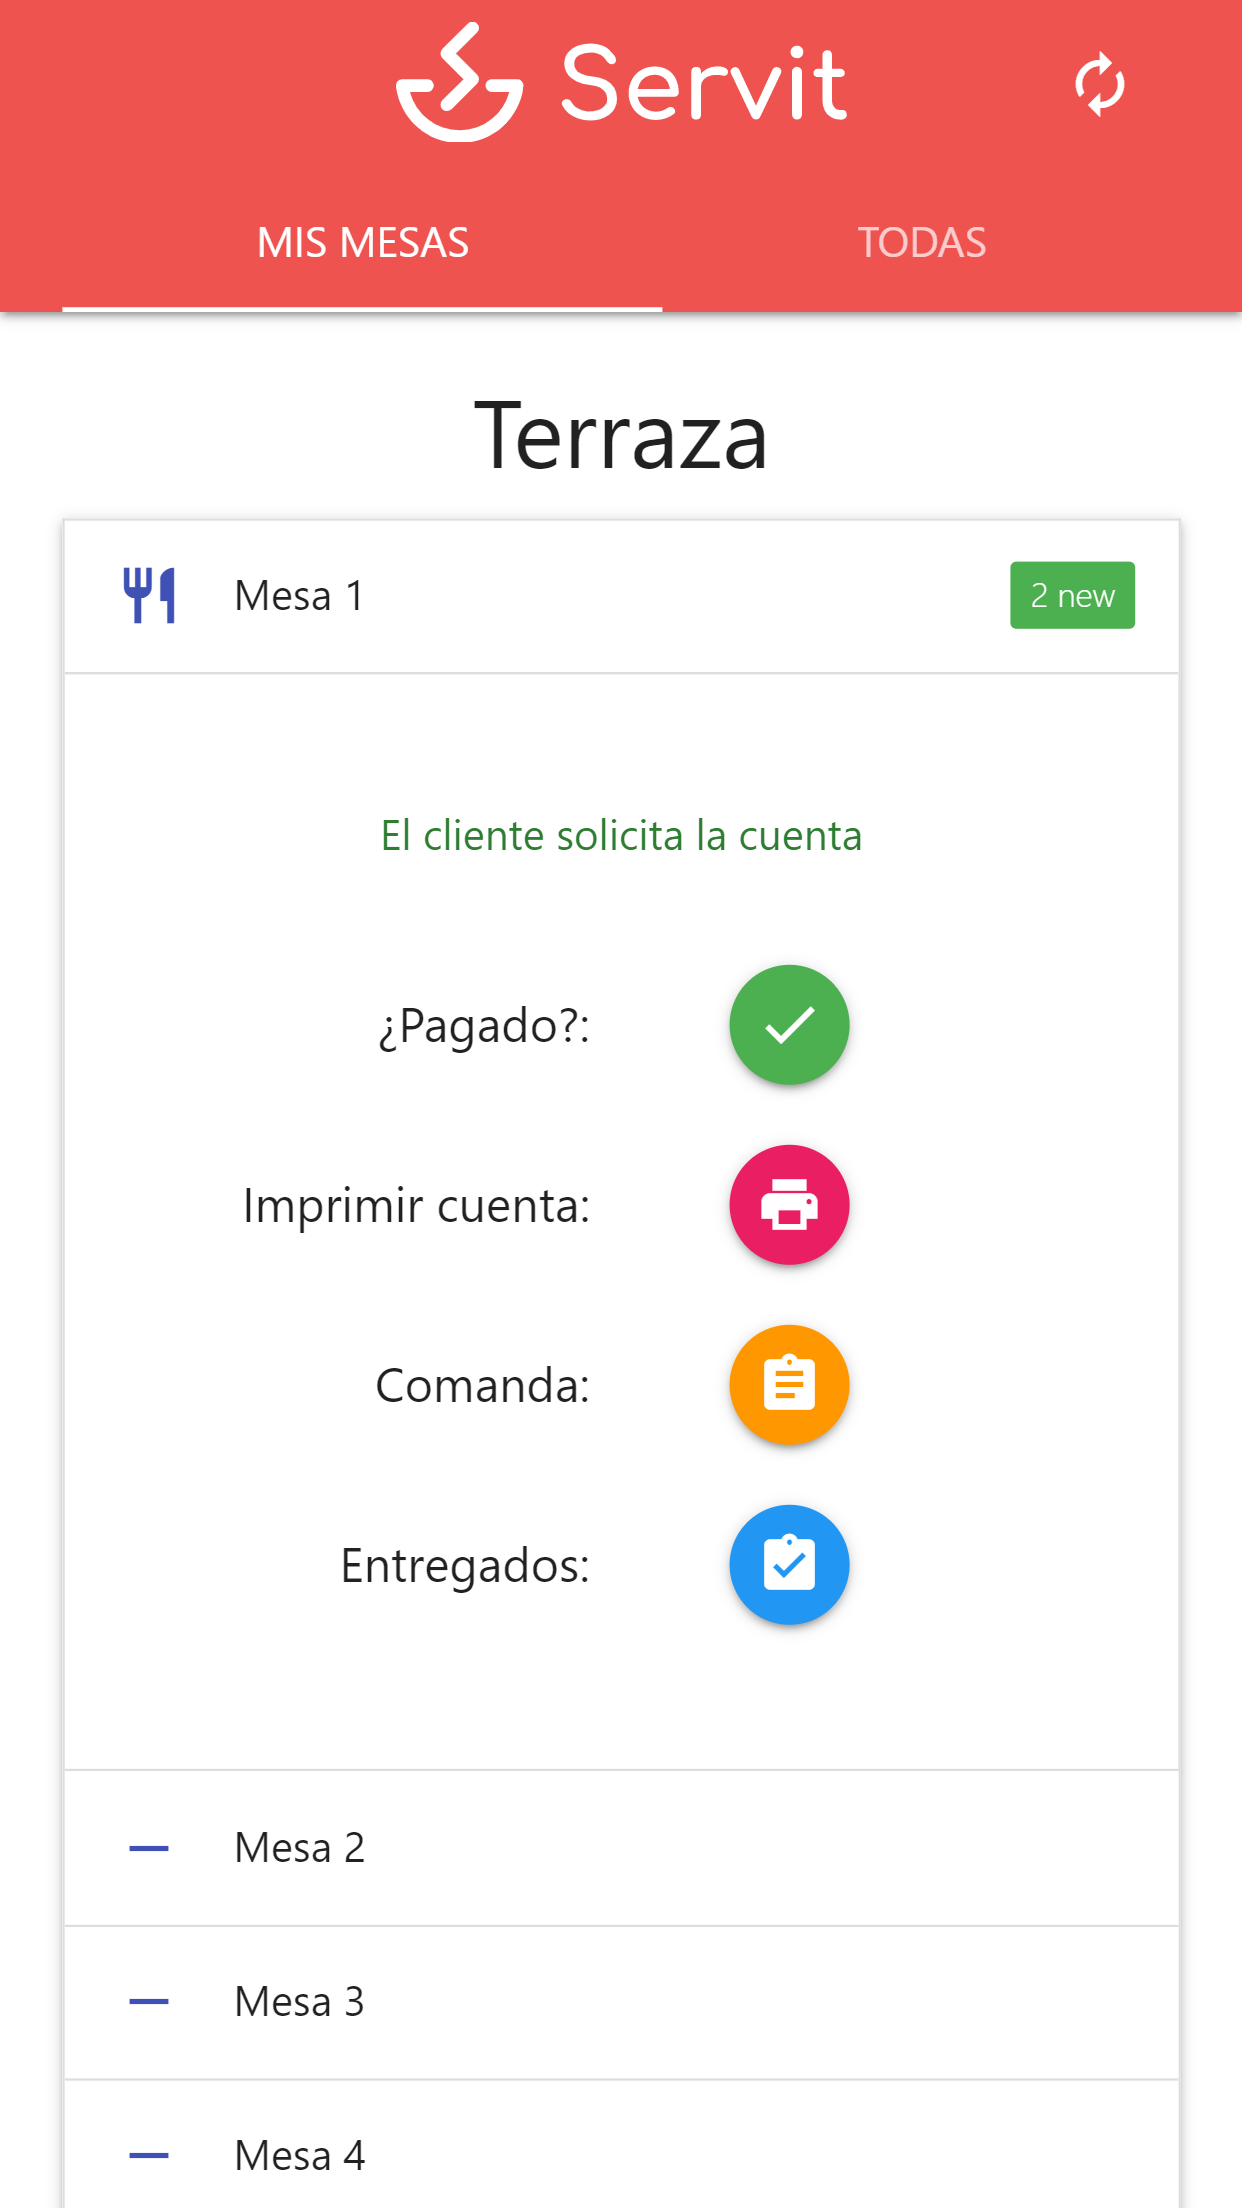 Servit
MIS MESAS
TODAS
Terraza
Mesa 1
2 new
El cliente solicita la cuenta
¿Pagado?:
Imprimir cuenta:
Comanda:
Entregados:
Mesa 2
Mesa 3
Mesa 4